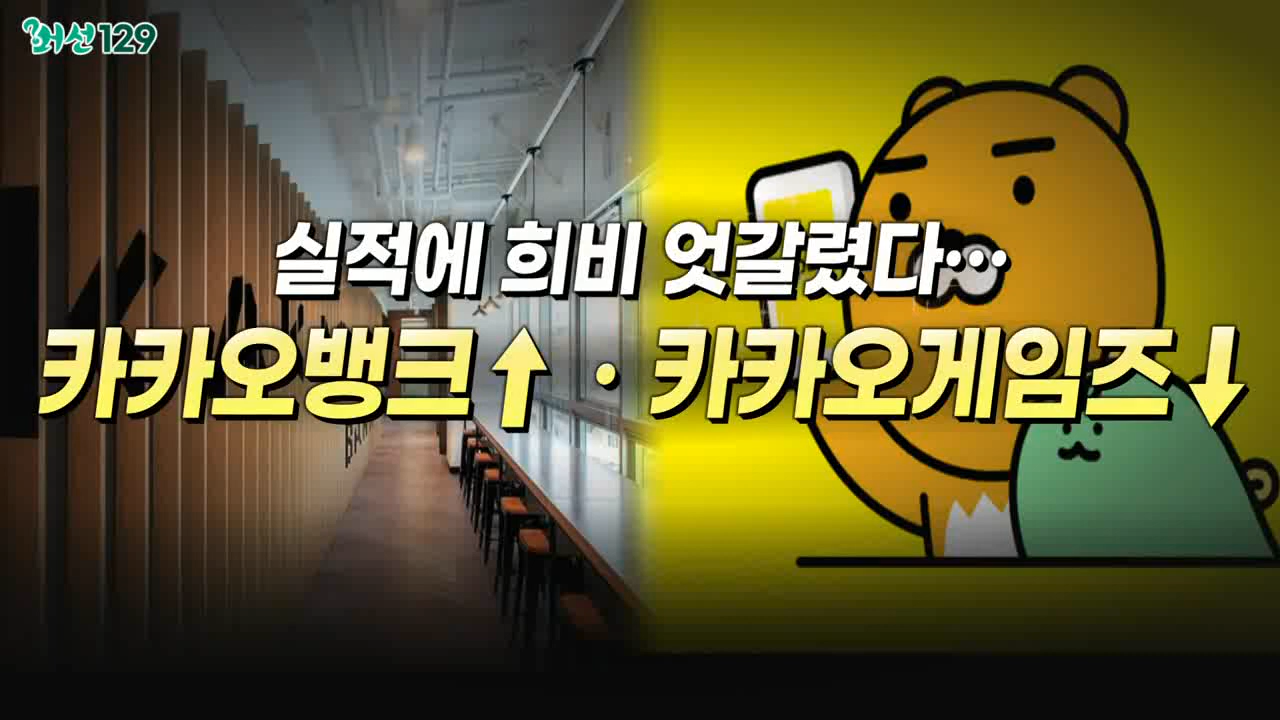 머선129
실적에 희비 엇갈렸다…
카카오뱅크↑ · 카카오게임즈↓